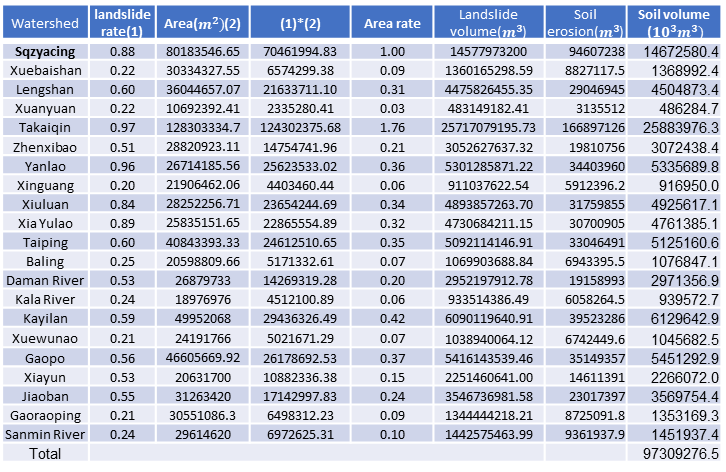 Watershed landslide rate(1) Area(m²)(2) (1)*(2) Area rate Landslide volume(m³) Soil erosion(m³) Soil volume (10³m³)
Sqzyacing 0.88 80183546.65 70461994.83 1.00 14577973200 94607238 14672580.4
Xuebaishan 0.22 30334327.55 6574299.38 0.09 1360165298.59 8827117.5 1368992.4
Lengshan 0.60 36044657.07 21633711.10 0.31 4475826455.35 29046945 4504873.4
Xuanyuan 0.22 10692392.41 2335280.41 0.03 483149182.41 3135512 486284.7
Takaiqin 0.97 128303334.7 124302375.68 1.76 25717079195.73 166897126 25883976.3
Zhenxibao 0.51 28820923.11 14754741.96 0.21 3052627637.32 19810756 3072438.4
Yanlao 0.96 26714185.56 25623533.02 0.36 5301285871.22 34403960 5335689.8
Xinguang 0.20 21906462.06 4403460.44 0.06 911037622.54 5912396.2 916950.0
Xiuluan 0.84 28252256.71 23654244.69 0.34 4893857263.70 31759855 4925617.1
Xia Yulao 0.89 25835151.65 22865554.89 0.32 4730684211.15 30700905 4761385.1
Taiping 0.60 40843393.33 24612510.65 0.35 5092114146.91 33046491 5125160.6
Baling 0.25 20598809.66 5171332.61 0.07 1069903688.84 6943395.5 1076847.1
Daman River 0.53 26879733 14269319.28 0.20 2952197912.78 19158993 2971356.9
Kala River 0.24 18976976 4512100.89 0.06 933514386.49 6058264.5 939572.7
Kayilan 0.59 49952068 29436326.49 0.42 6090119640.91 39523286 6129642.9
Xuewunao 0.21 24191766 5021671.29 0.07 1038940064.12 6742449.6 1045682.5
Gaopo 0.56 46605669.92 26178692.53 0.37 5416143539.46 35149357 5451292.9
Xiayun 0.53 20631700 10882336.38 0.15 2251460641.00 14611391 2266072.0
Jiaoban 0.55 31263420 17142997.83 0.24 3546736981.58 23017397 3569754.4
Gaoraoping 0.21 30551086.3 6498312.23 0.09 1344444218.21 8725091.8 1353169.3
Sanmin River 0.24 29614620 6972625.31 0.10 1442575463.99 9361937.9 1451937.4
Total 97309276.5